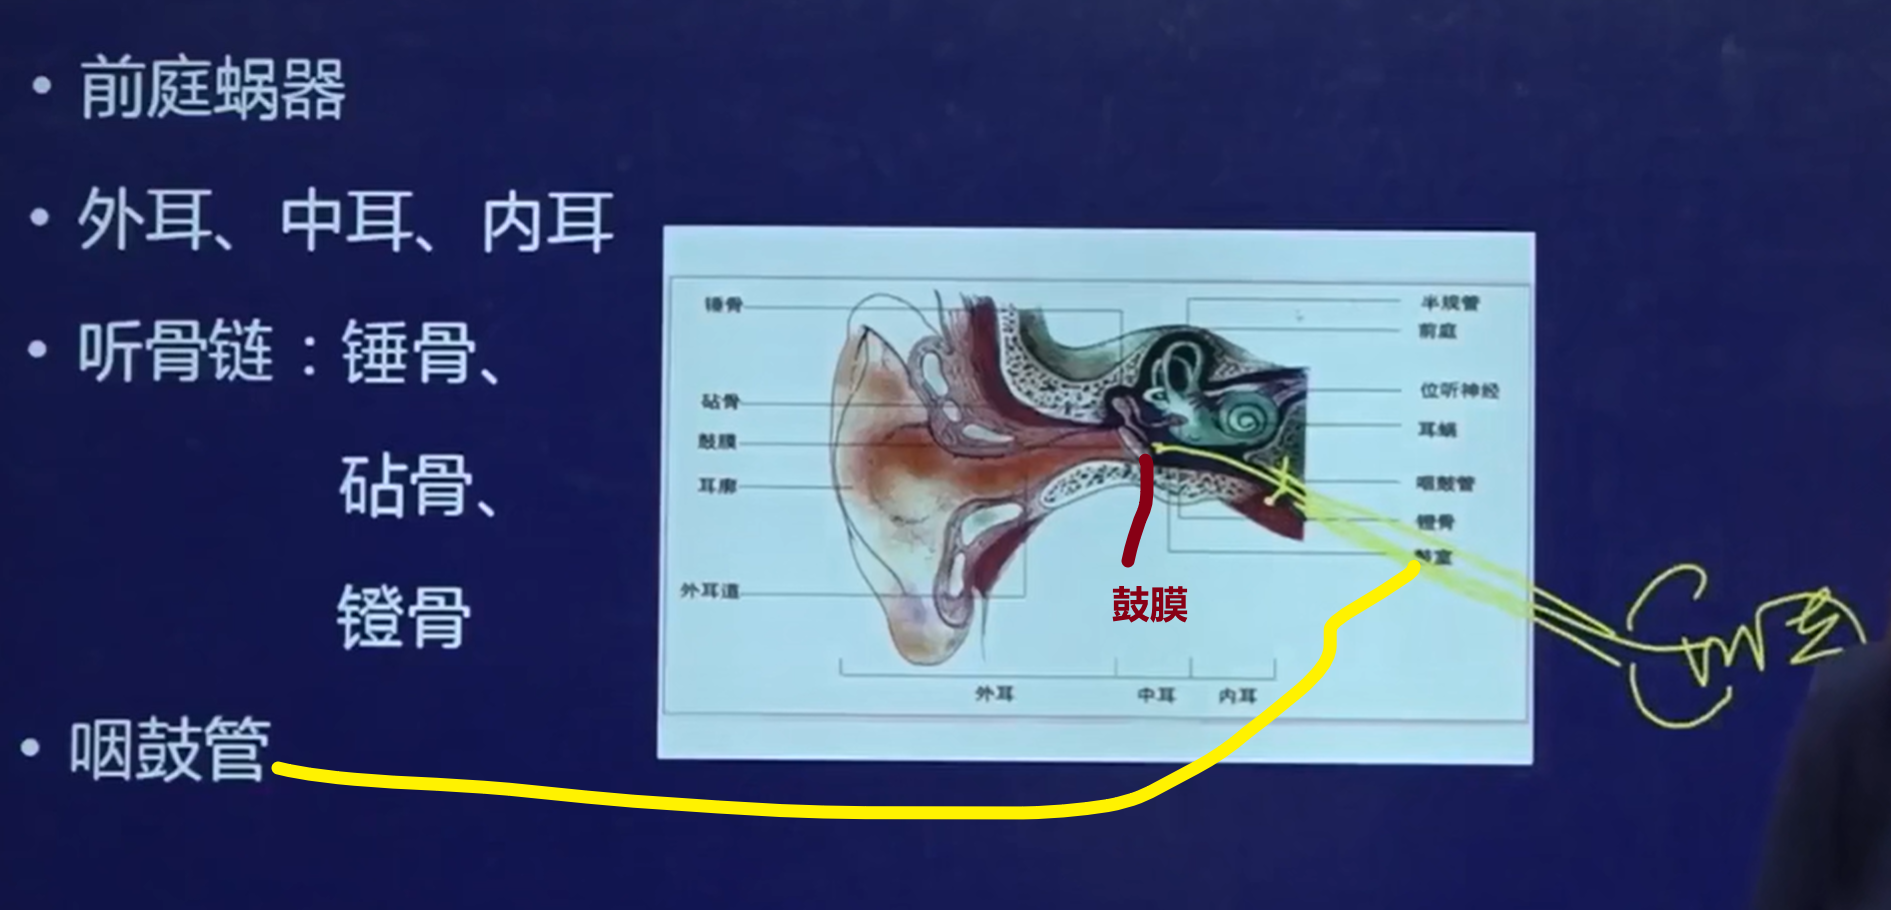 • 前庭蜗器
• 外耳、中耳、内耳
• 听骨链：锤骨、
砧骨、
镫骨
• 咽鼓管
锤骨
砧骨
鼓膜
耳廓
外耳道
半规管
前庭
位听神经
耳蜗
咽鼓管
镫骨
鼓室
鼓膜
外耳
中耳
内耳